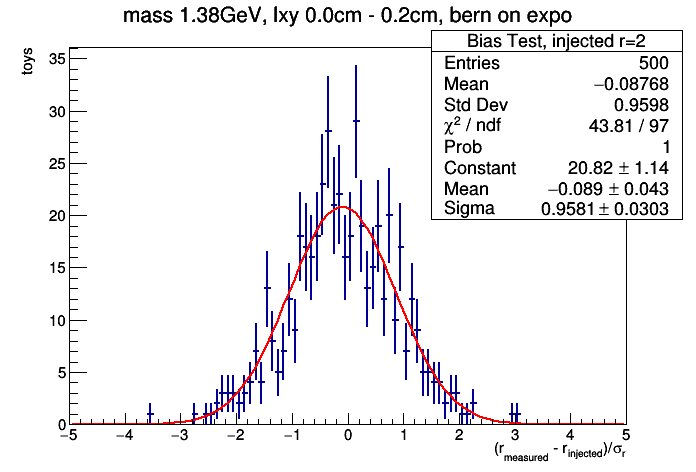 mass 1.38GeV, lxy 0.0cm - 0.2cm, bern on expo
Bias Test, injected r=2
Entries 500
Mean −0.08768
Std Dev 0.9598
χ² / ndf 43.81 / 97
Prob 1
Constant 20.82 ± 1.14
Mean −0.089 ± 0.043
Sigma 0.9581 ± 0.0303
toys
35
30
25
20
15
10
5
0
−5 −4 −3 −2 −1 0 1 2 3 4 5
(r_measured - r_injected)/σ_r